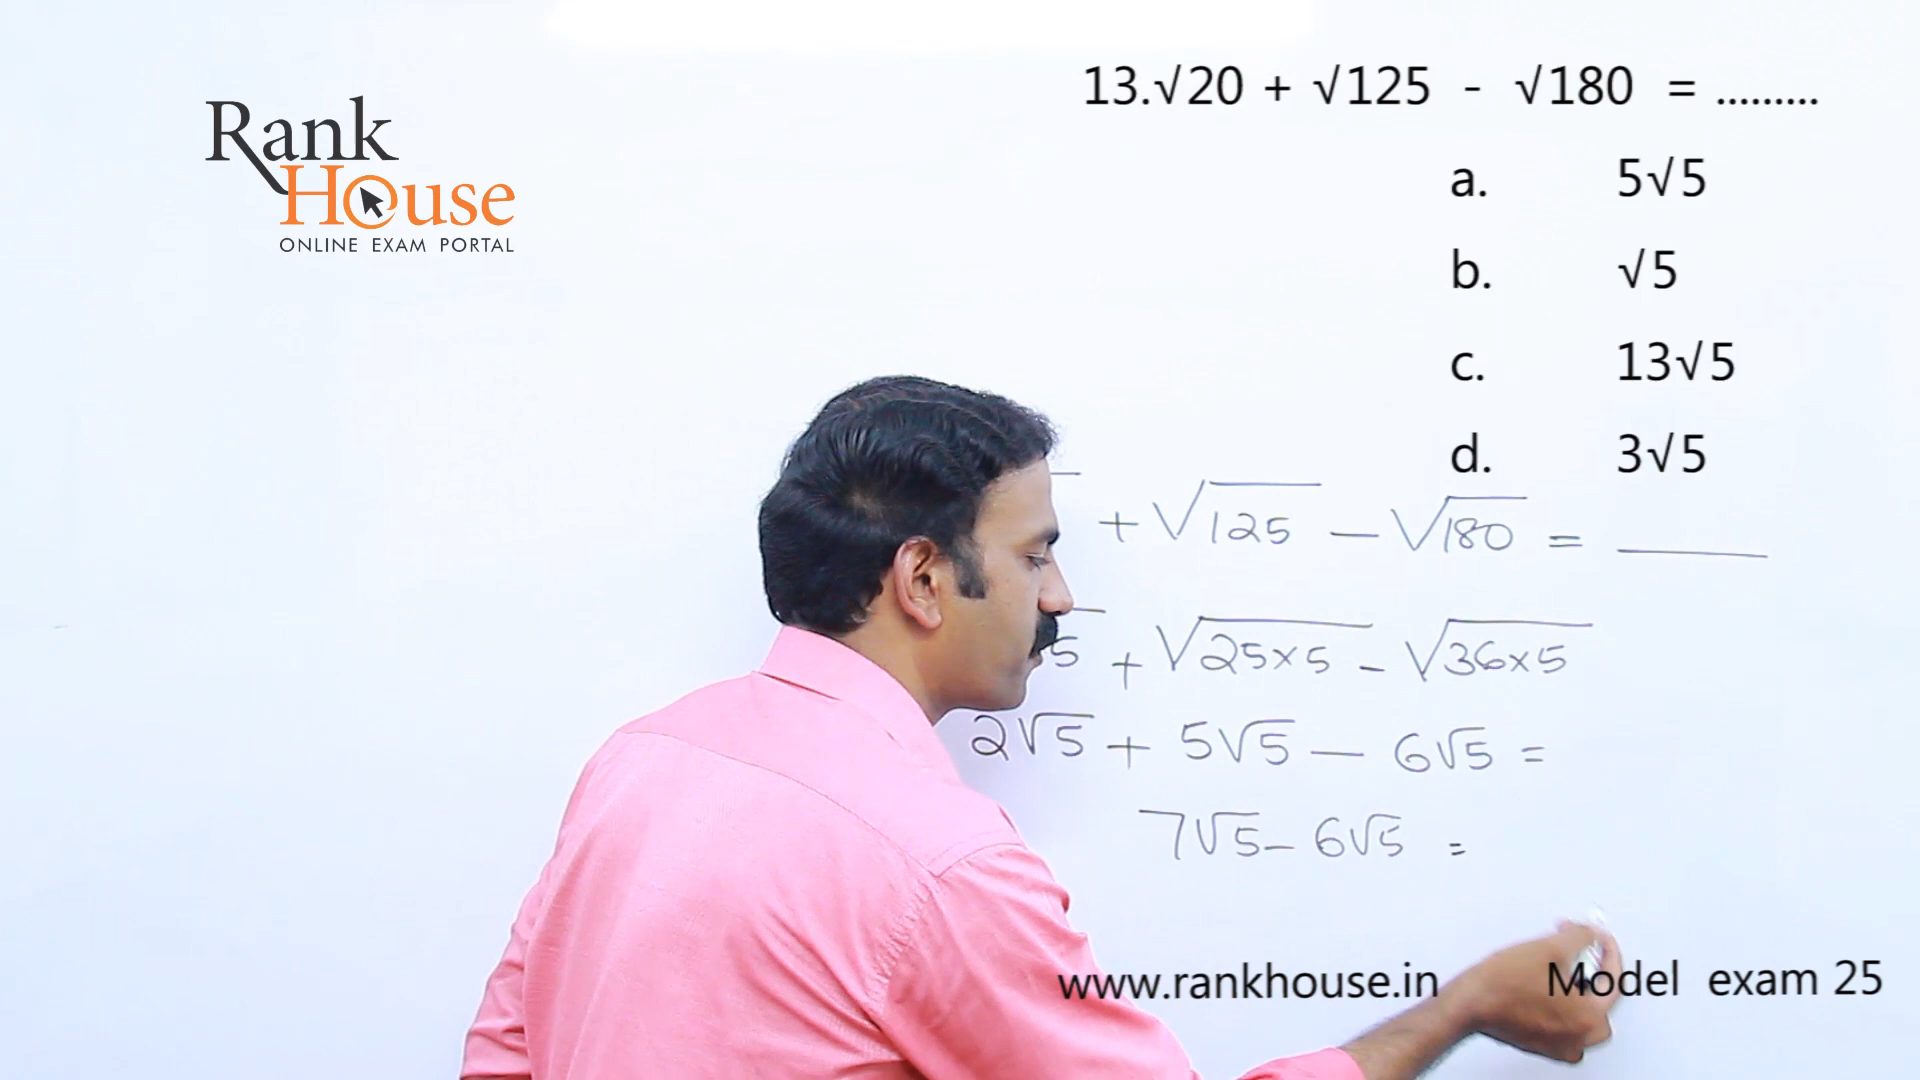 Rank
House
ONLINE EXAM PORTAL
13.√20 + √125 - √180 = .........
a. 5√5
b. √5
c. 13√5
d. 3√5
+ √125 − √180 =
5 + √25×5 - √36×5
2√5 + 5√5 − 6√5 =
7√5 - 6√5 =
www.rankhouse.in Model exam 25